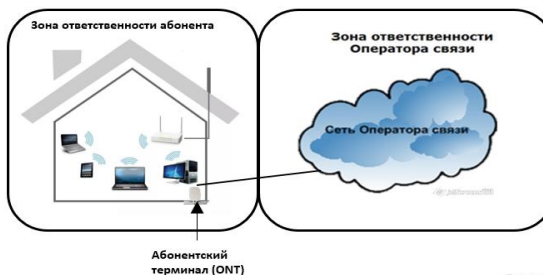 Зона ответственности абонента
Зона ответственности
Оператора связи
Сеть Оператора связи
Абонентский
терминал (ONT)